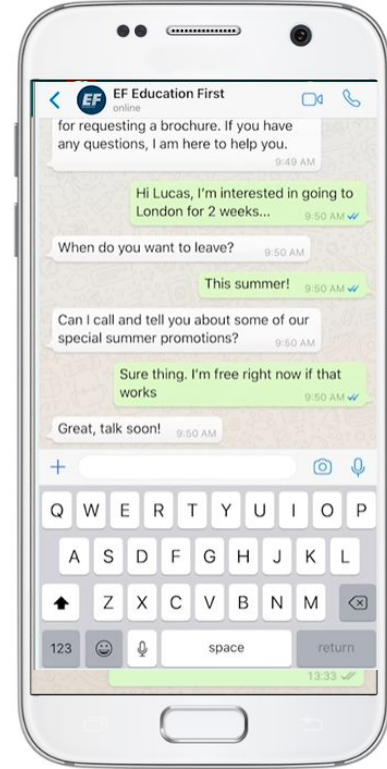 EF EF Education First
online
for requesting a brochure. If you have
any questions, I am here to help you.
9:49 AM
Hi Lucas, I'm interested in going to
London for 2 weeks...
9:50 AM
When do you want to leave?
9:50 AM
This summer!
9:50 AM
Can I call and tell you about some of our
special summer promotions?
9:50 AM
Sure thing. I'm free right now if that
works
9:50 AM
Great, talk soon!
9:50 AM
Q W E R T Y U I O P
A S D F G H J K L
Z X C V B N M
123 space return
13:33